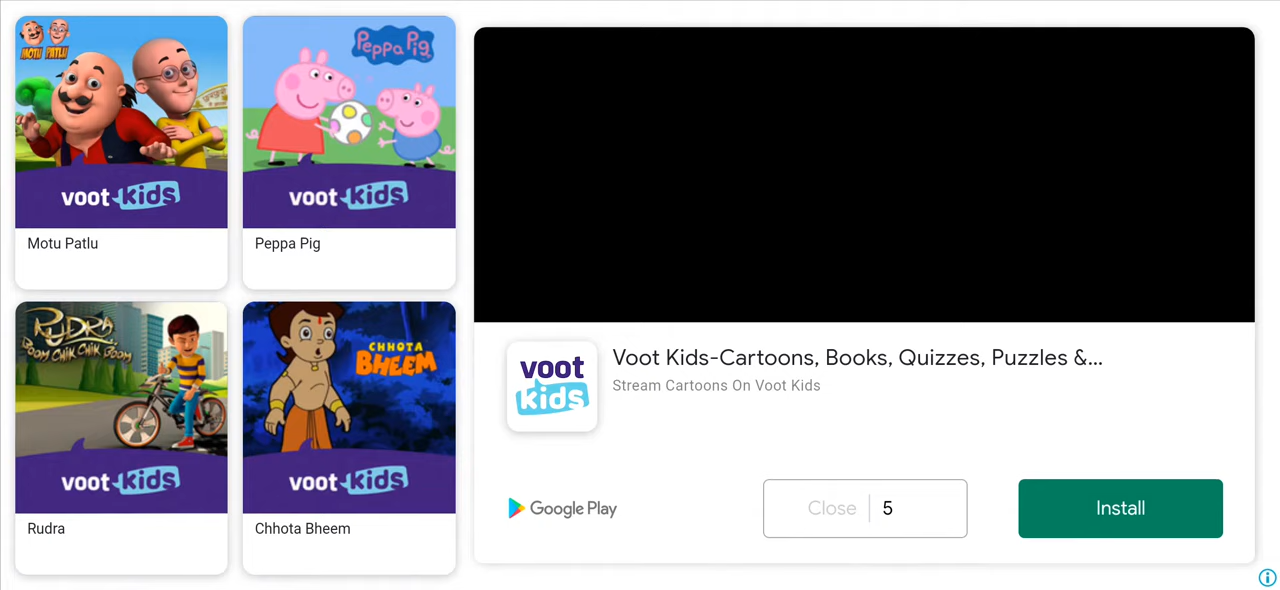 MOTU PATLU
voot kids
Motu Patlu
Peppa Pig
voot kids
Peppa Pig
RUDRA
BOOM CHIK CHIK BOOM
voot kids
Rudra
CHHOTA
BHEEM
voot kids
Chhota Bheem
voot
kids
Voot Kids-Cartoons, Books, Quizzes, Puzzles &...
Stream Cartoons On Voot Kids
Google Play
Close 5
Install